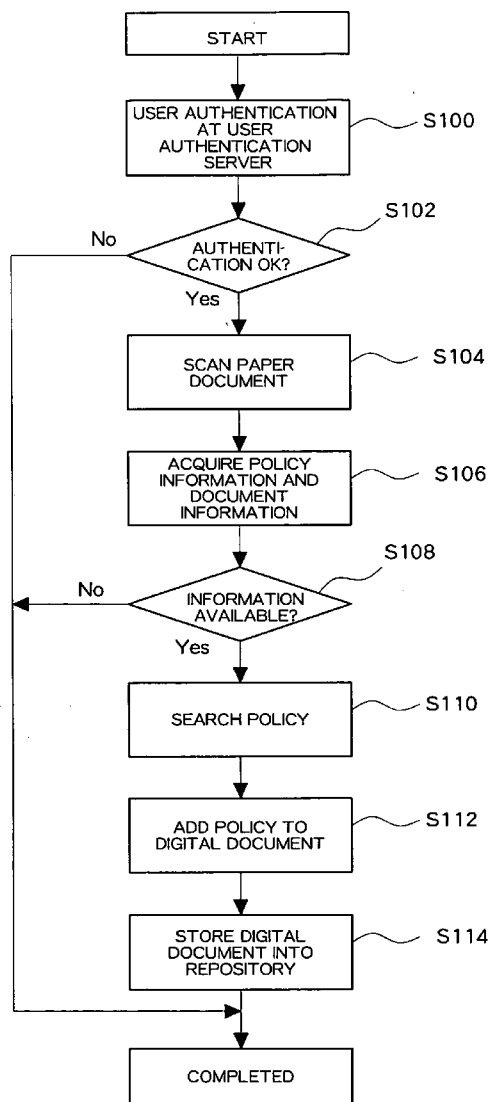 START
USER AUTHENTICATION
AT USER
AUTHENTICATION
SERVER
S100
S102
No
AUTHENTI-
CATION OK?
Yes
SCAN PAPER
DOCUMENT
S104
ACQUIRE POLICY
INFORMATION AND
DOCUMENT
INFORMATION
S106
S108
No
INFORMATION
AVAILABLE?
Yes
SEARCH POLICY
S110
ADD POLICY TO
DIGITAL DOCUMENT
S112
STORE DIGITAL
DOCUMENT INTO
REPOSITORY
S114
COMPLETED